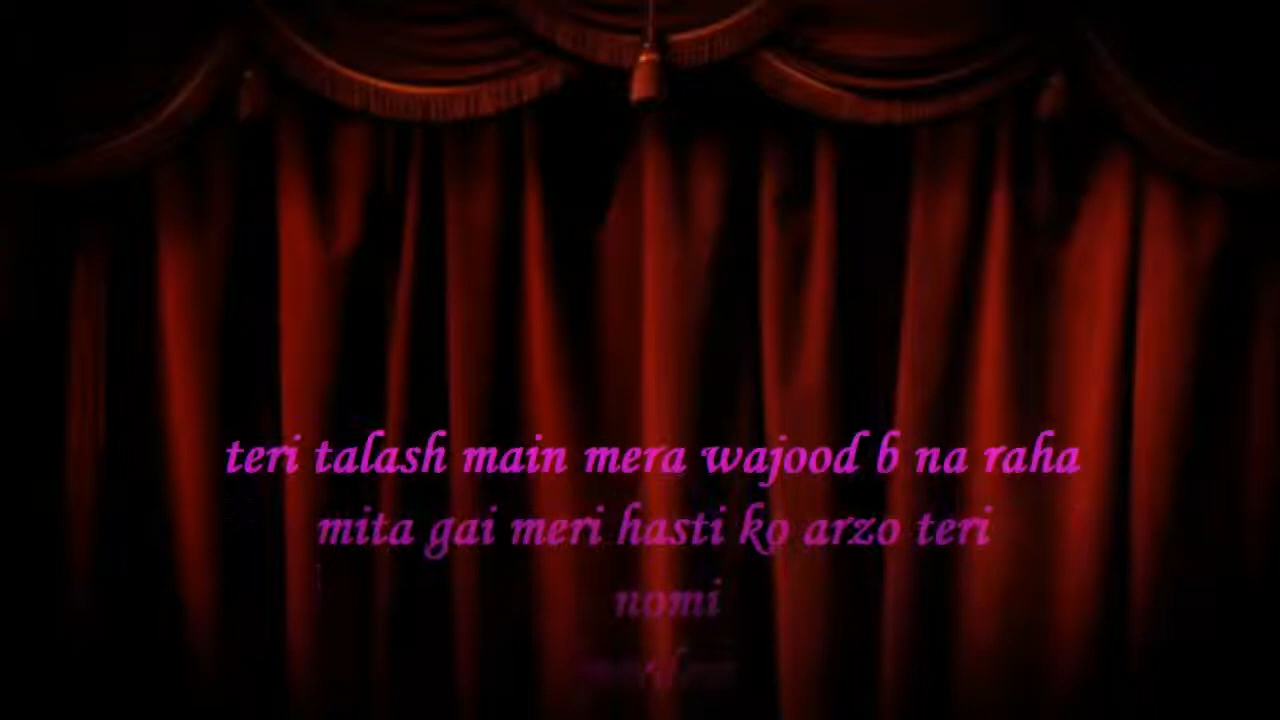 teri talash main mera wajood b na raha
mita gai meri hasti ko arzo teri
nomi